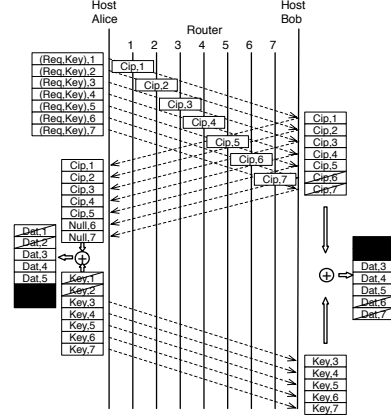 Host
Alice
Host
Bob
Router
1 2 3 4 5 6 7
(Req,Key),1
(Req,Key),2
(Req,Key),3
(Req,Key),4
(Req,Key),5
(Req,Key),6
(Req,Key),7
Cip,1
Cip,2
Cip,3
Cip,4
Cip,5
Cip,6
Cip,7
Cip,1
Cip,2
Cip,3
Cip,4
Cip,5
Cip,6
Cip,7
Cip,1
Cip,2
Cip,3
Cip,4
Cip,5
Null,6
Null,7
Dat,1
Dat,2
Dat,3
Dat,4
Dat,5
Key,1
Key,2
Key,3
Key,4
Key,5
Key,6
Key,7
Dat,3
Dat,4
Dat,5
Dat,6
Dat,7
Key,3
Key,4
Key,5
Key,6
Key,7